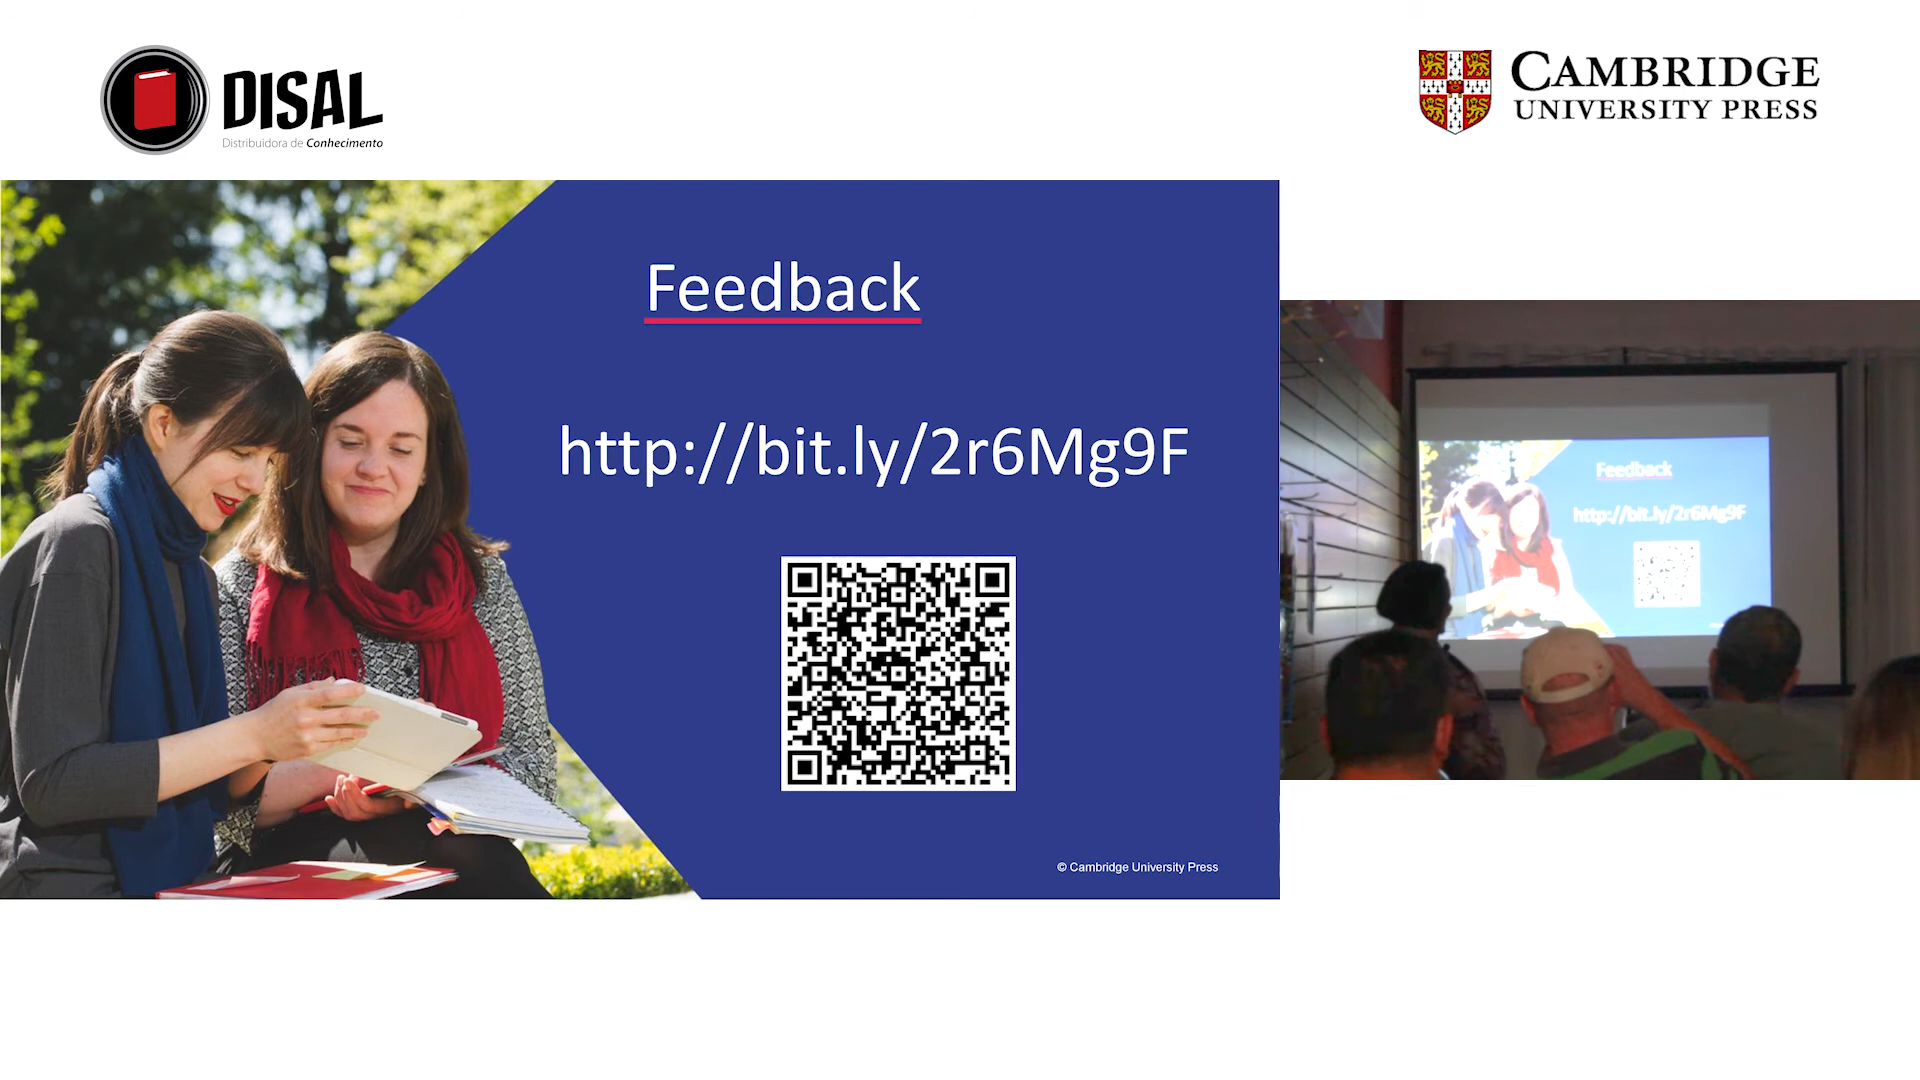 DISAL
Distribuidora de Conhecimento
CAMBRIDGE
UNIVERSITY PRESS
Feedback
http://bit.ly/2r6Mg9F
© Cambridge University Press
Feedback
http://bit.ly/2r6Mg9F